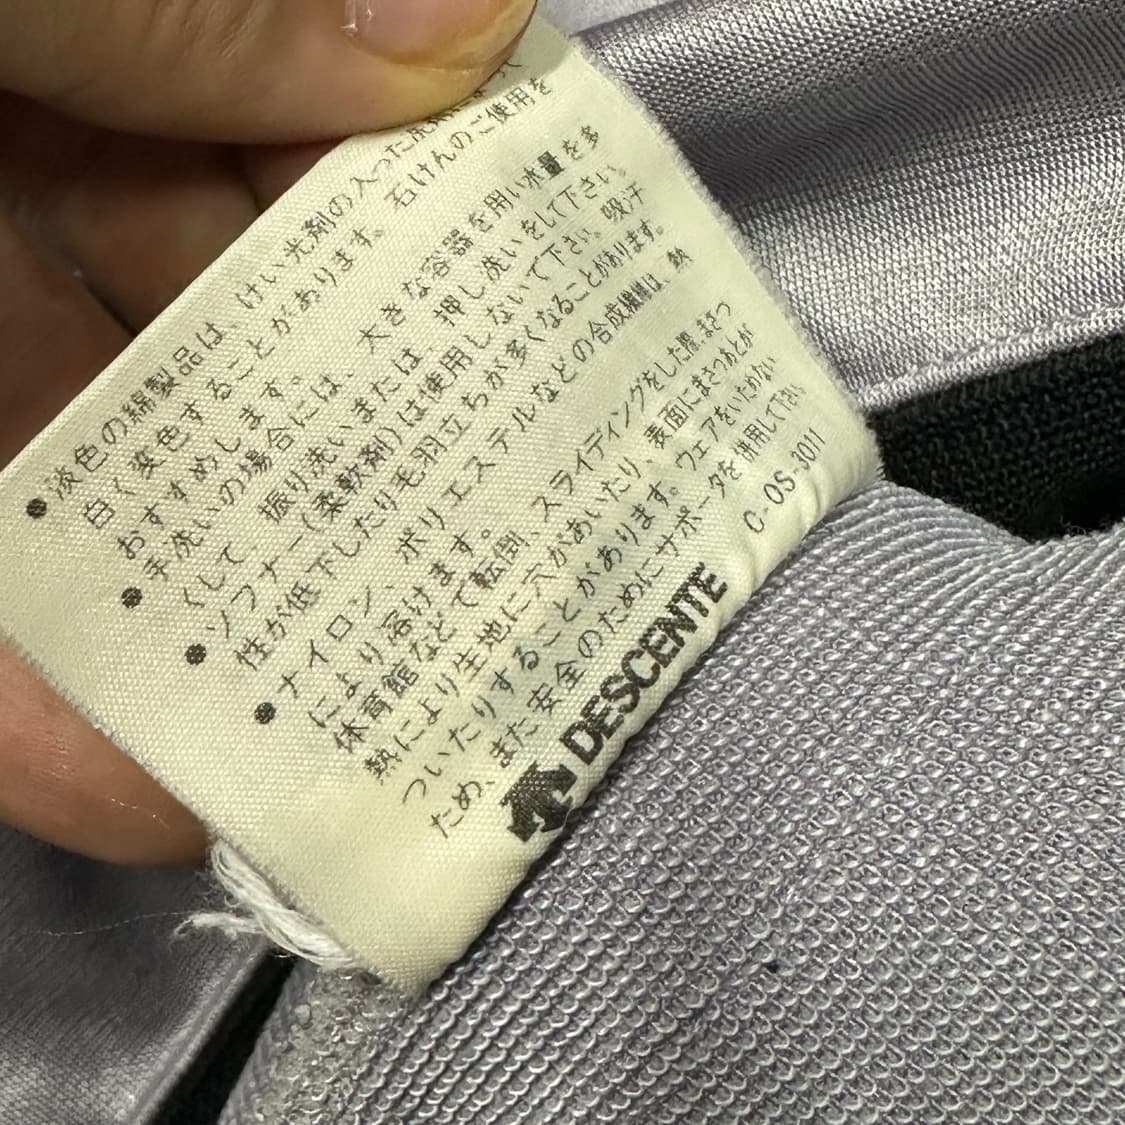 ●淡色の綿製品は、けい光剤の入った洗
白く変色することがあります。石けんのご使用を
おすすめします。
●手洗いの場合には、大きな容器を用い水量を多
くして、振り洗いまたは、押し洗いをして下さい。
●ソフナー(柔軟剤)は使用しないで下さい。吸汗
性が低下したり毛羽立ちが多くなることがあります。
●ナイロン、ポリエステルなどの合成繊維は、熱
により溶けます。
体育館などで転倒、スライディングをした際、まさつ
熱により生地に穴があいたり、表面にまさつあとが
ついたりすることがあります。ウェアをいためない
ため、また安全のためにサポータを併用して下さい。
DESCENTE C-OS-3011